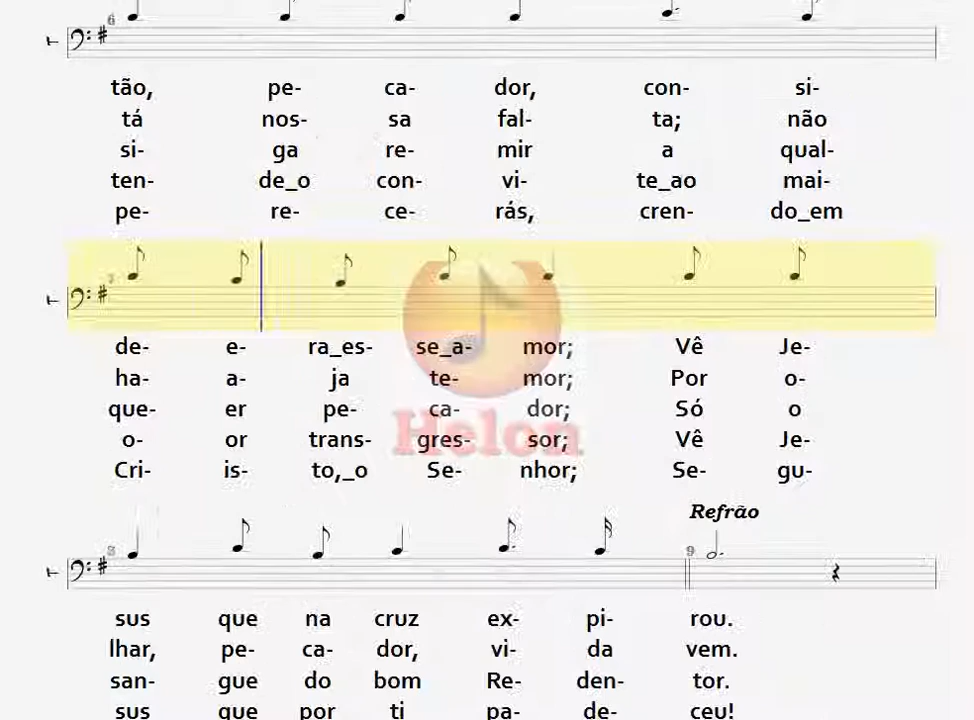 6
T
tão, pe- ca- dor, con- si-
tá nos- sa fal- ta; não
si- ga re- mir a qual-
ten- de_o con- vi- te_ao mai-
pe- re- ce- rás, cren- do_em
7
T
de- e- ra_es- se_a- mor; Vê Je-
ha- a- ja te- mor; Por o-
que- er pe- ca- dor; Só o
o- or trans- gres- sor; Vê Je-
Cri- is- to,_o Se- nhor; Se- gu-
Helon
Refrão
8 9
T
sus que na cruz ex- pi- rou.
lhar, pe- ca- dor, vi- da vem.
san- gue do bom Re- den- tor.
sus que por ti pa- de- ceu!